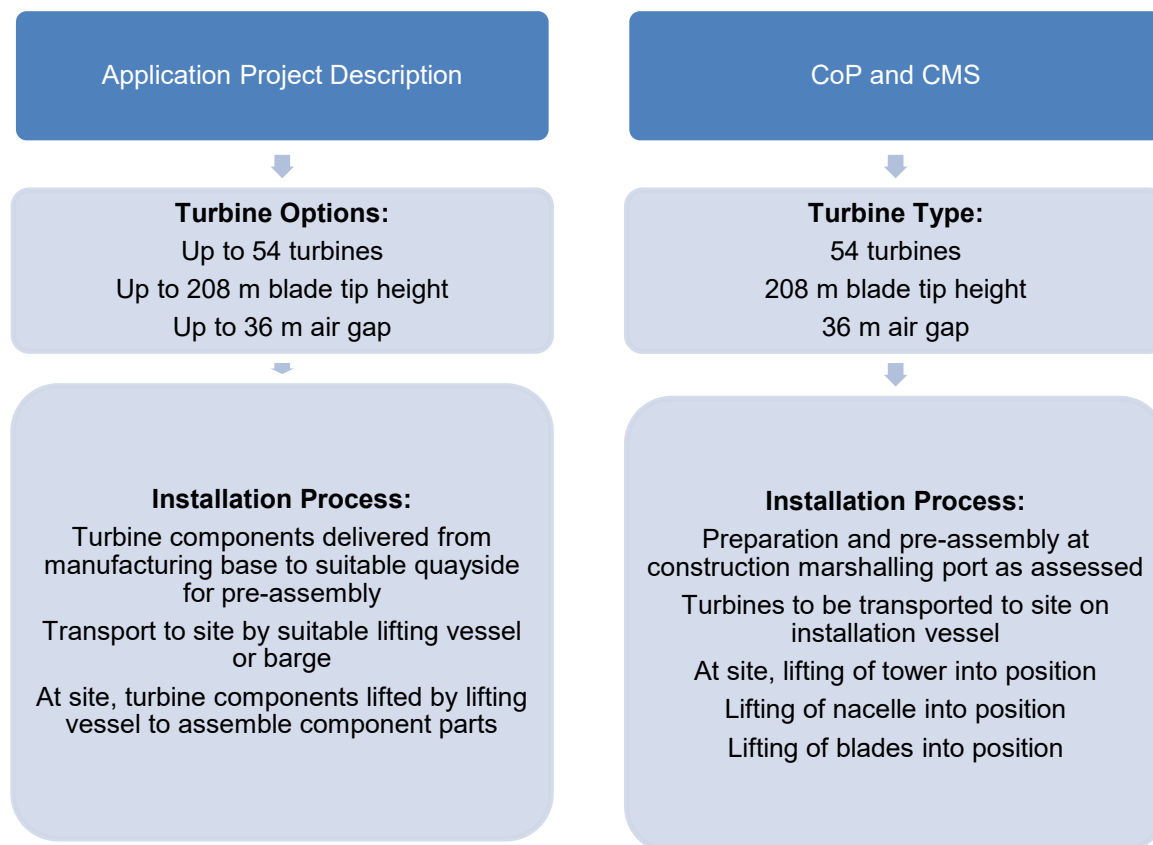 Application Project Description
Turbine Options:
Up to 54 turbines
Up to 208 m blade tip height
Up to 36 m air gap
Installation Process:
Turbine components delivered from
manufacturing base to suitable quayside
for pre-assembly
Transport to site by suitable lifting vessel
or barge
At site, turbine components lifted by lifting
vessel to assemble component parts
CoP and CMS
Turbine Type:
54 turbines
208 m blade tip height
36 m air gap
Installation Process:
Preparation and pre-assembly at
construction marshalling port as assessed
Turbines to be transported to site on
installation vessel
At site, lifting of tower into position
Lifting of nacelle into position
Lifting of blades into position